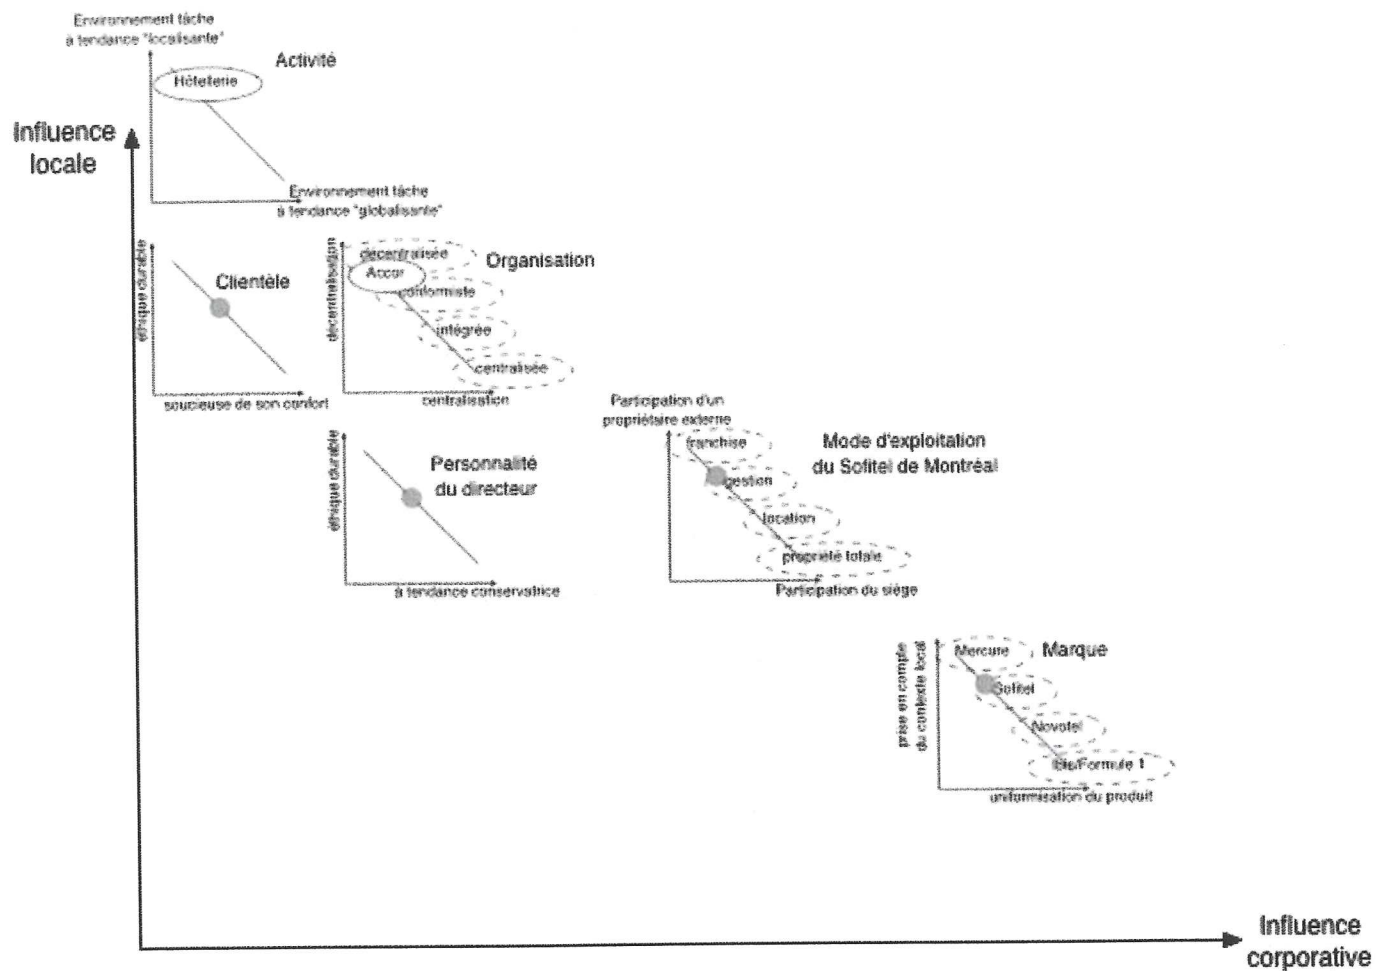 Environnement tâche
à tendance "localisante"
Activité
Hôtellerie
Influence
locale
Environnement tâche
à tendance "globalisante"
éthique durable
Clientèle
soucieuse de son confort
décentralisation
décentralisée
Organisation
Accor
conformiste
intégrée
centralisée
centralisation
éthique durable
Personnalité
du directeur
à tendance conservatrice
Participation d'un
propriétaire externe
franchise
Mode d'exploitation
du Sofitel de Montréal
gestion
location
propriété totale
Participation du siège
prise en compte
du contexte local
Mercure
Marque
Sofitel
Novotel
Ibis/Formule 1
uniformisation du produit
Influence
corporative